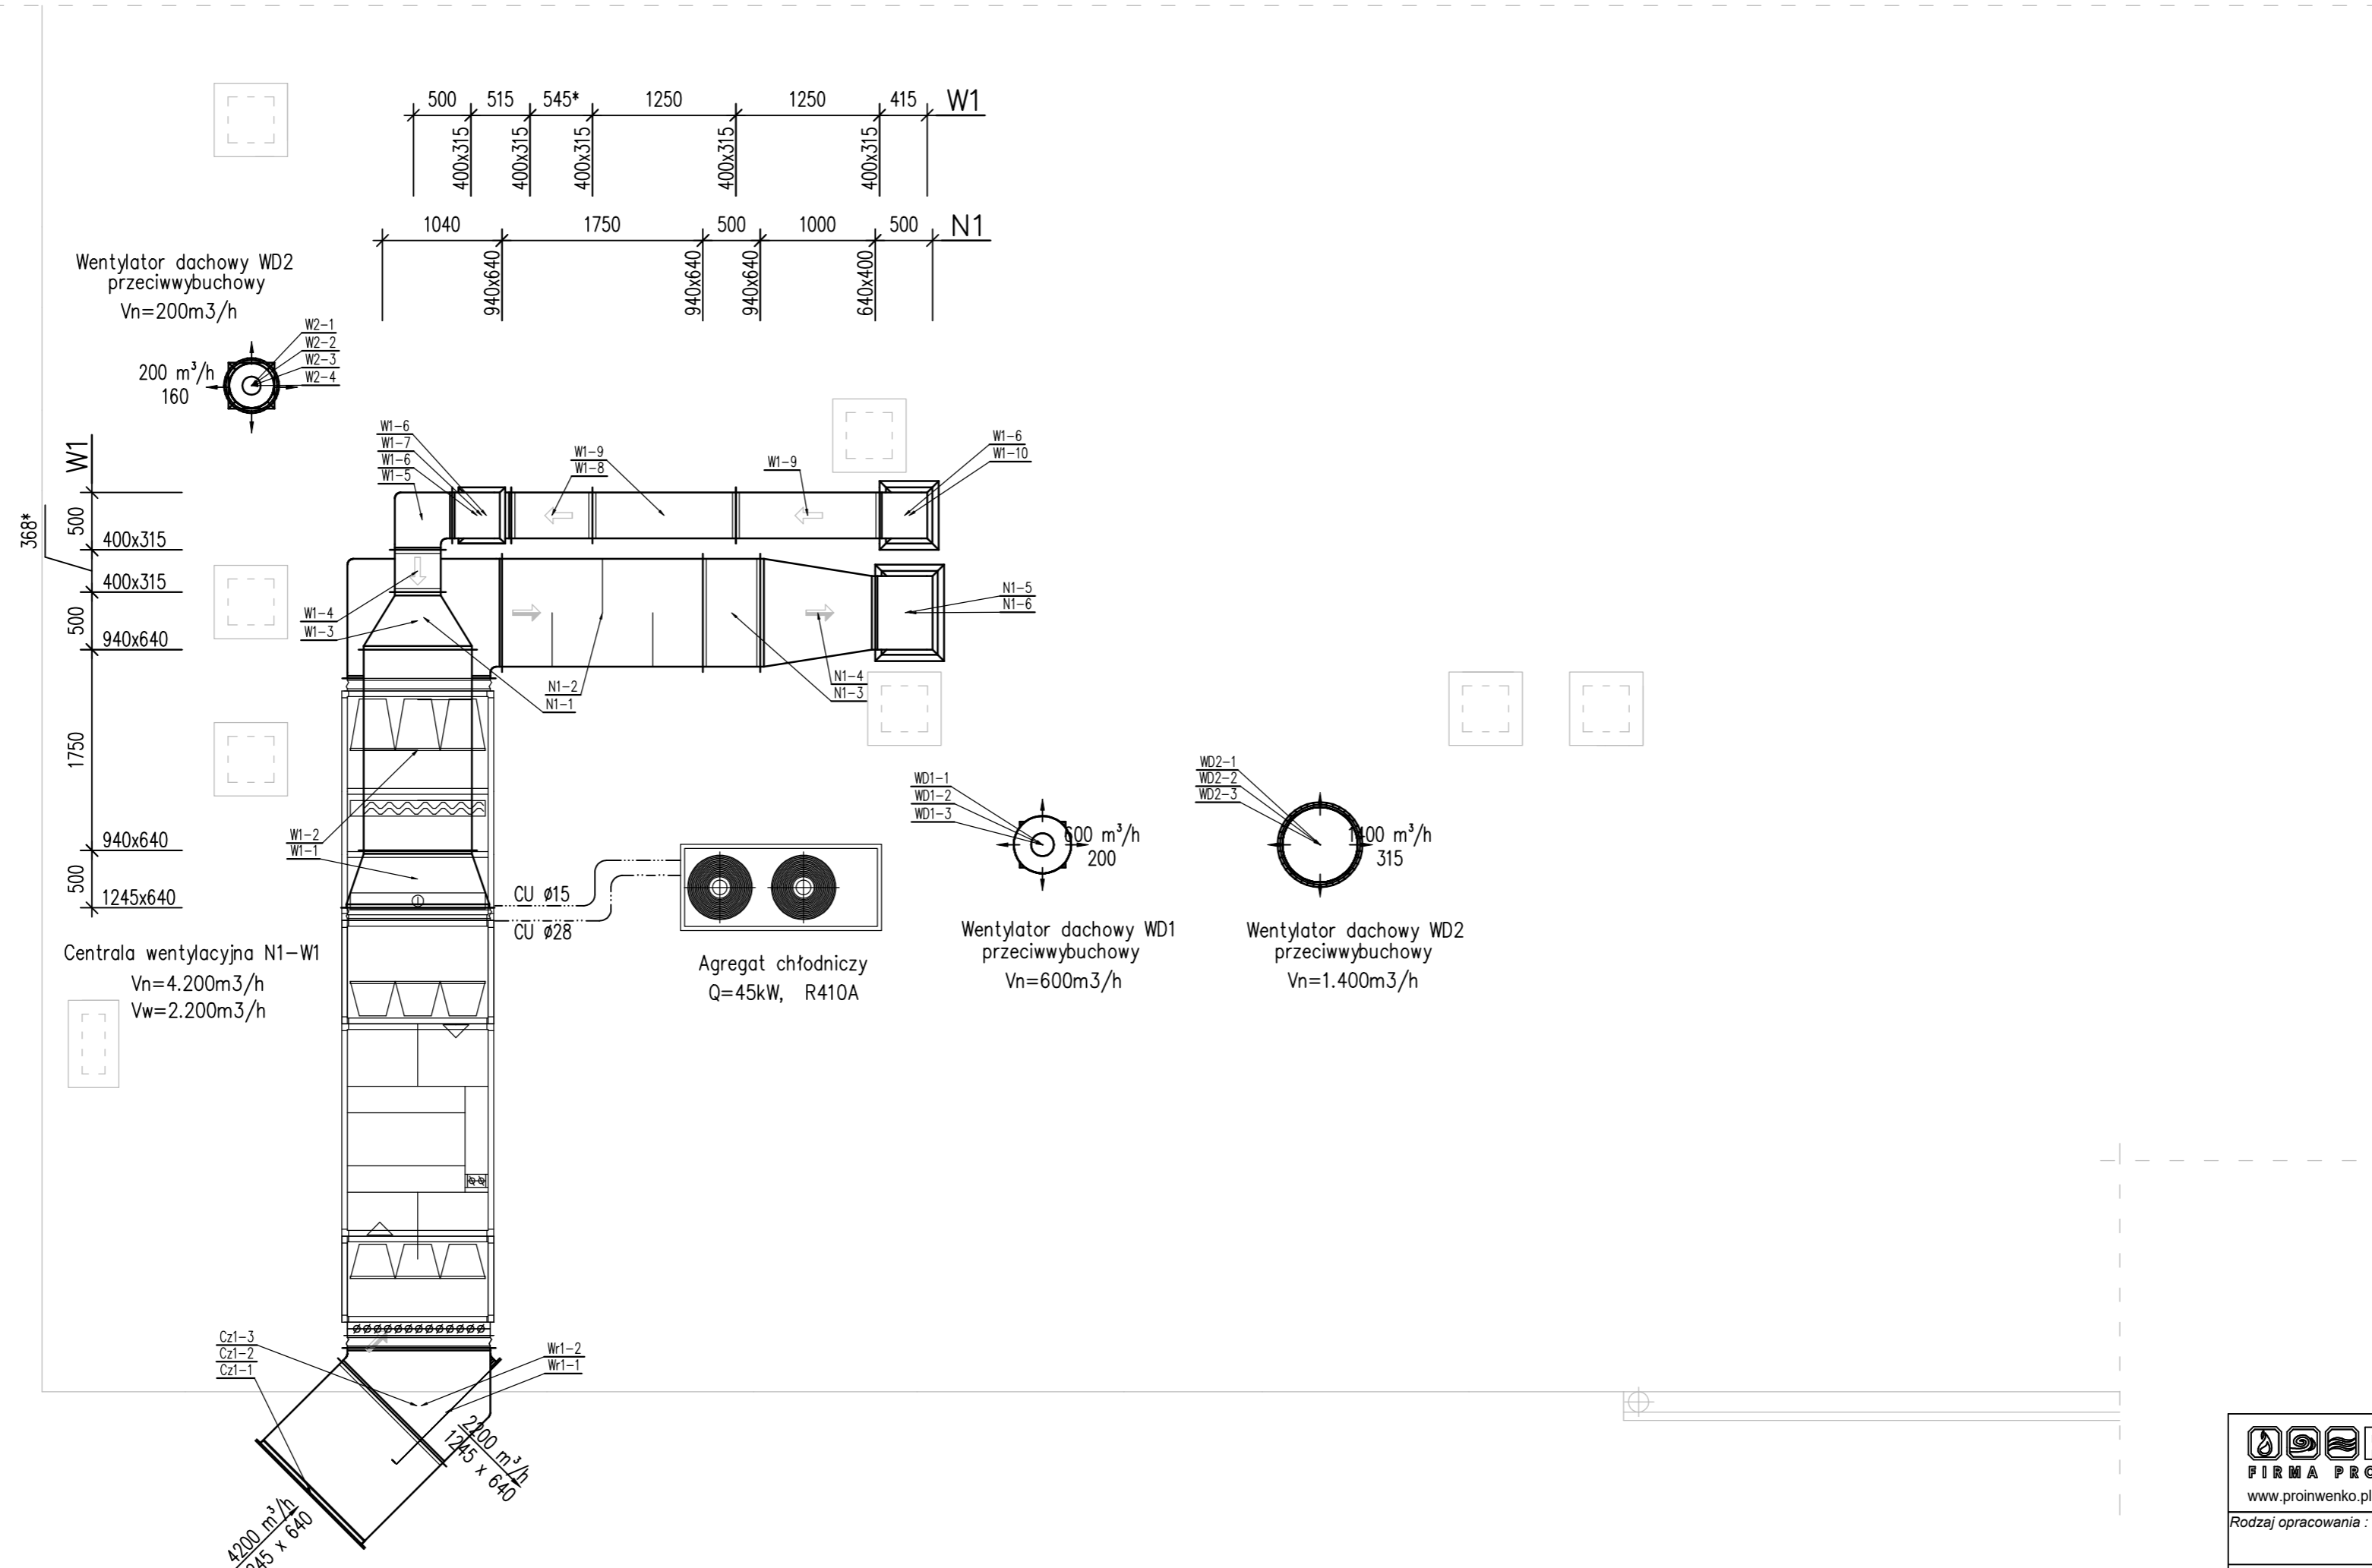 500 515 545* 1250 1250 415 W1
400x315 400x315 400x315 400x315 400x315
1040 1750 500 1000 500 N1
940x640 940x640 940x640 640x400
Wentylator dachowy WD2
przeciwwybuchowy
Vn=200m3/h
W2-1
W2-2
W2-3
W2-4
200 m³/h
160
W1
368*
500
400x315
400x315
500
940x640
1750
940x640
500
1245x640
W1-6
W1-7
W1-6
W1-5
W1-9
W1-8
W1-9
W1-6
W1-10
W1-4
W1-3
N1-5
N1-6
N1-2
N1-1
N1-4
N1-3
W1-2
W1-1
CU ø15
CU ø28
Centrala wentylacyjna N1-W1
Vn=4.200m3/h
Vw=2.200m3/h
Agregat chłodniczy
Q=45kW, R410A
WD1-1
WD1-2
WD1-3
600 m³/h
200
Wentylator dachowy WD1
przeciwwybuchowy
Vn=600m3/h
WD2-1
WD2-2
WD2-3
1400 m³/h
315
Wentylator dachowy WD2
przeciwwybuchowy
Vn=1.400m3/h
Cz1-3
Cz1-2
Cz1-1
Wr1-2
Wr1-1
2200 m³/h
1245 x 640
4200 m³/h
245 x 640
FIRMA PRO
www.proinwenko.pl
Rodzaj opracowania :